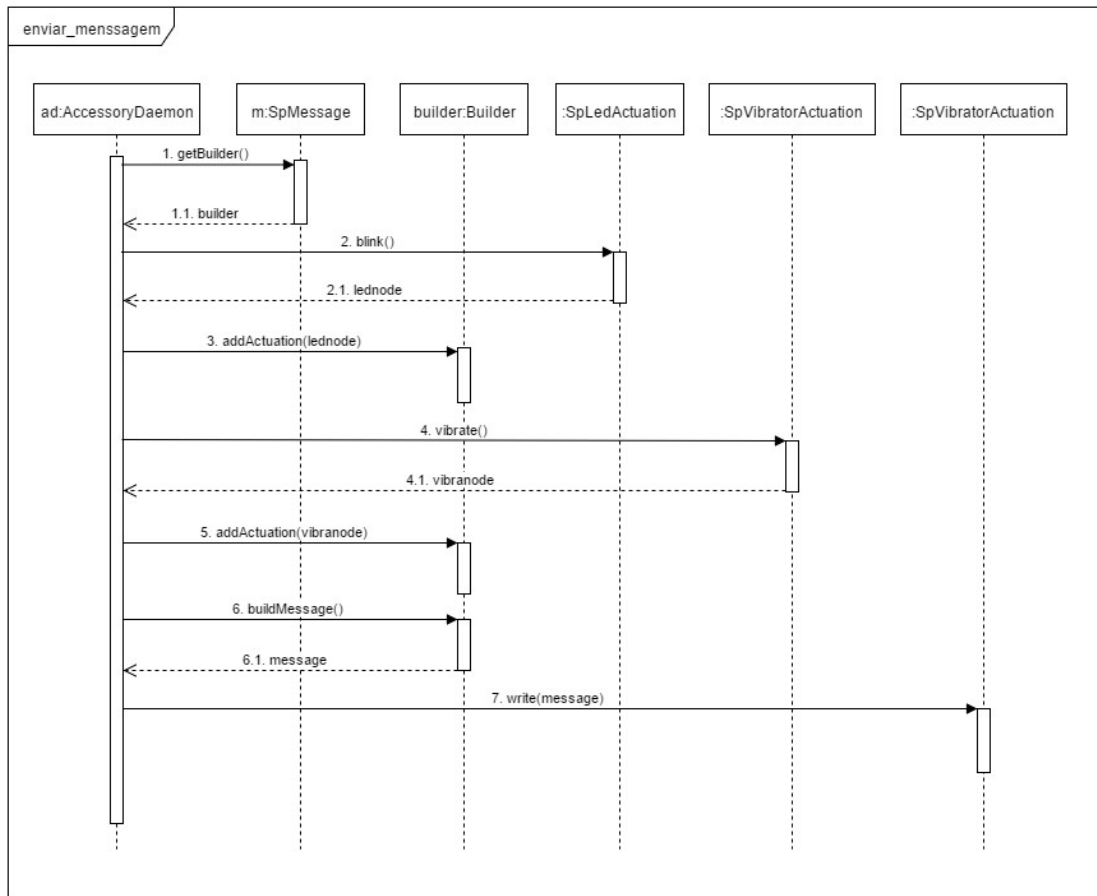 enviar_menssagem
ad:AccessoryDaemon
m:SpMessage
builder:Builder
:SpLedActuation
:SpVibratorActuation
:SpVibratorActuation
1. getBuilder()
1.1. builder
2. blink()
2.1. lednode
3. addActuation(lednode)
4. vibrate()
4.1. vibranode
5. addActuation(vibranode)
6. buildMessage()
6.1. message
7. write(message)